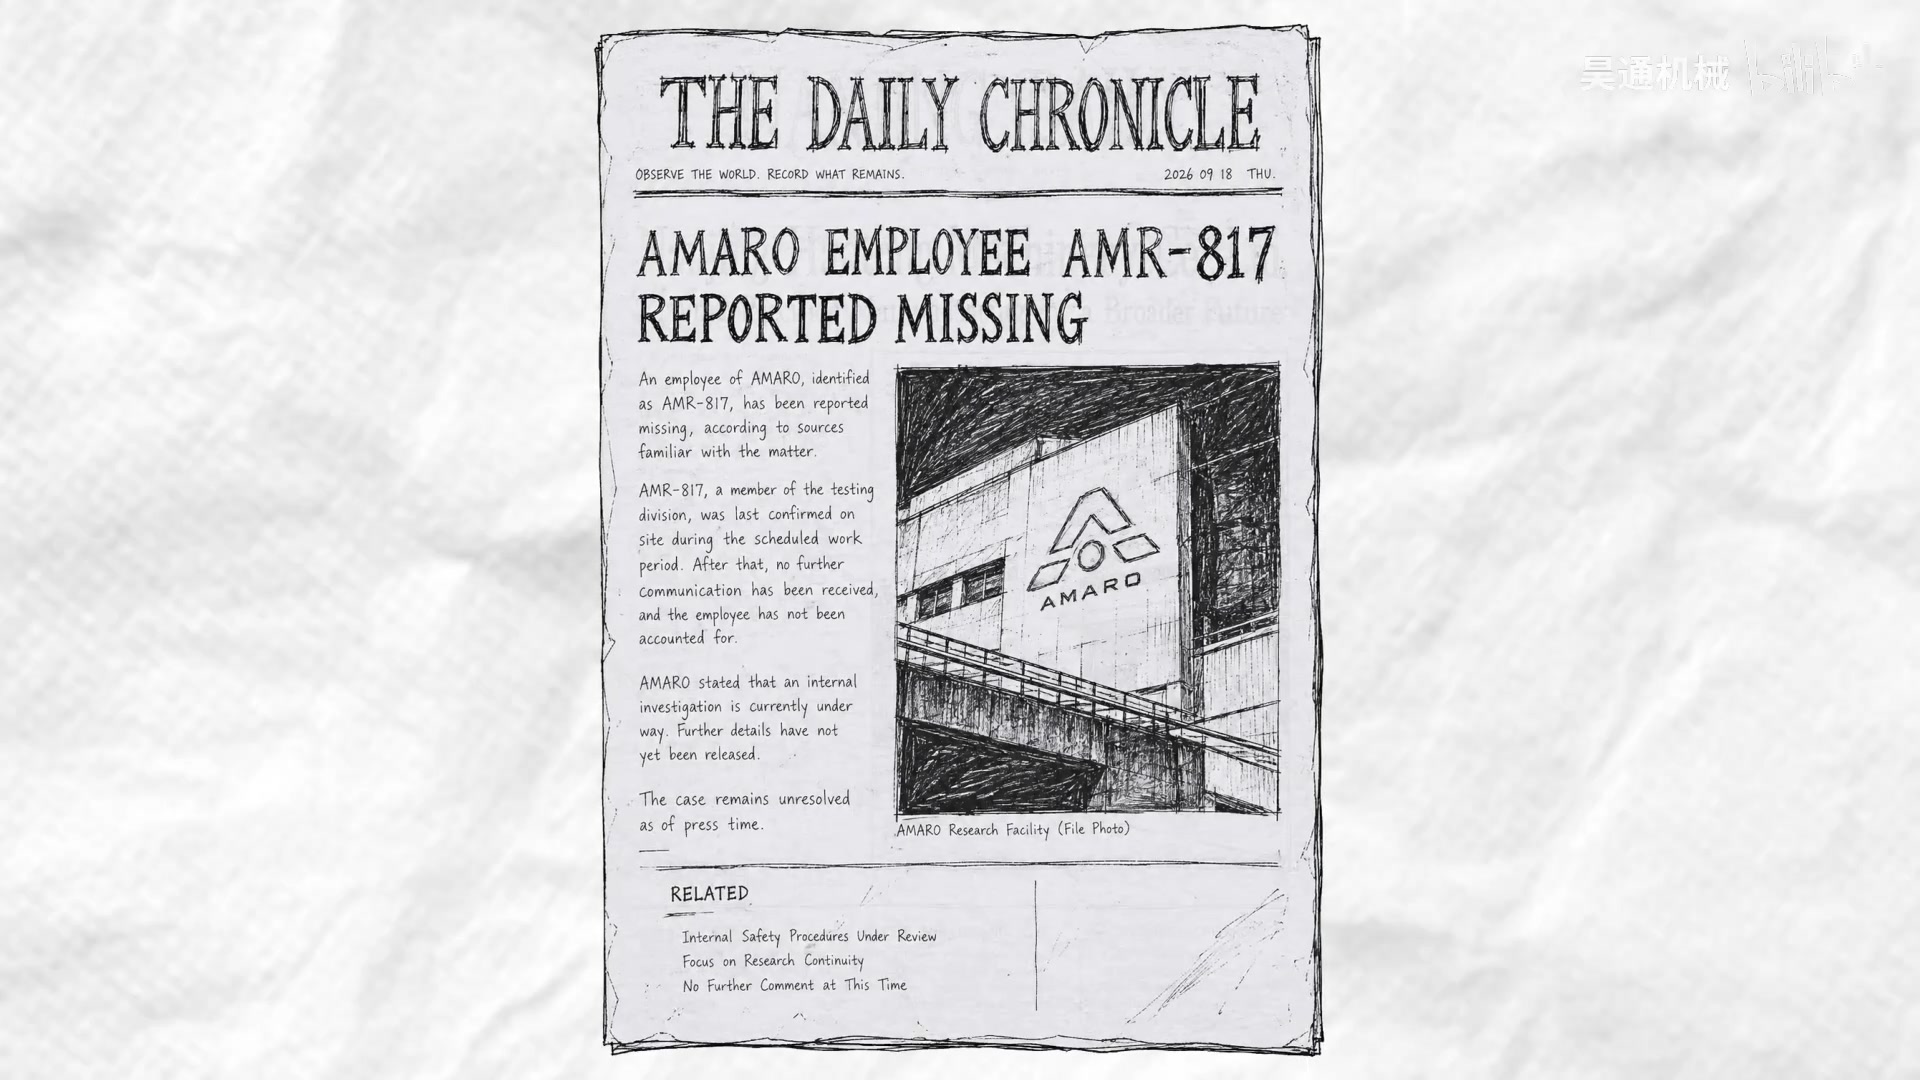 昊通机械
THE DAILY CHRONICLE
OBSERVE THE WORLD. RECORD WHAT REMAINS.
2026 09 18 THU.
AMARO EMPLOYEE AMR-817
REPORTED MISSING
Broader Future
An employee of AMARO, identified
as AMR-817, has been reported
missing, according to sources
familiar with the matter.
AMR-817, a member of the testing
division, was last confirmed on
site during the scheduled work
period. After that, no further
communication has been received,
and the employee has not been
accounted for.
AMARO stated that an internal
investigation is currently under
way. Further details have not
yet been released.
The case remains unresolved
as of press time.
AMARO
AMARO Research Facility (File Photo)
RELATED
Internal Safety Procedures Under Review
Focus on Research Continuity
No Further Comment at This Time